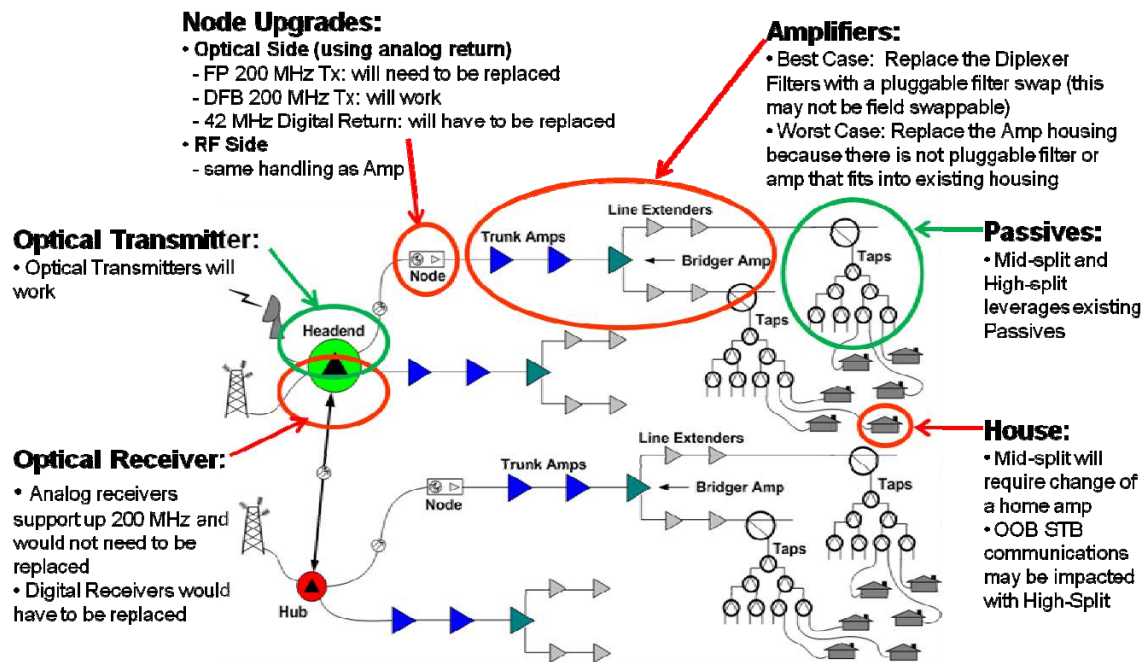 Node Upgrades:
• Optical Side (using analog return)
- FP 200 MHz Tx: will need to be replaced
- DFB 200 MHz Tx: will work
- 42 MHz Digital Return: will have to be replaced
• RF Side
- same handling as Amp
Amplifiers:
• Best Case: Replace the Diplexer
Filters with a pluggable filter swap (this
may not be field swappable)
• Worst Case: Replace the Amp housing
because there is not pluggable filter or
amp that fits into existing housing
Optical Transmitter:
• Optical Transmitters will
work
Headend
Node
Trunk Amps
Line Extenders
Bridger Amp
Taps
Taps
Passives:
• Mid-split and
High-split
leverages existing
Passives
Optical Receiver:
• Analog receivers
support up 200 MHz and
would not need to be
replaced
• Digital Receivers would
have to be replaced
Hub
Node
Trunk Amps
Line Extenders
Bridger Amp
Taps
Taps
House:
• Mid-split will
require change of
a home amp
• OOB STB
communications
may be impacted
with High-Split